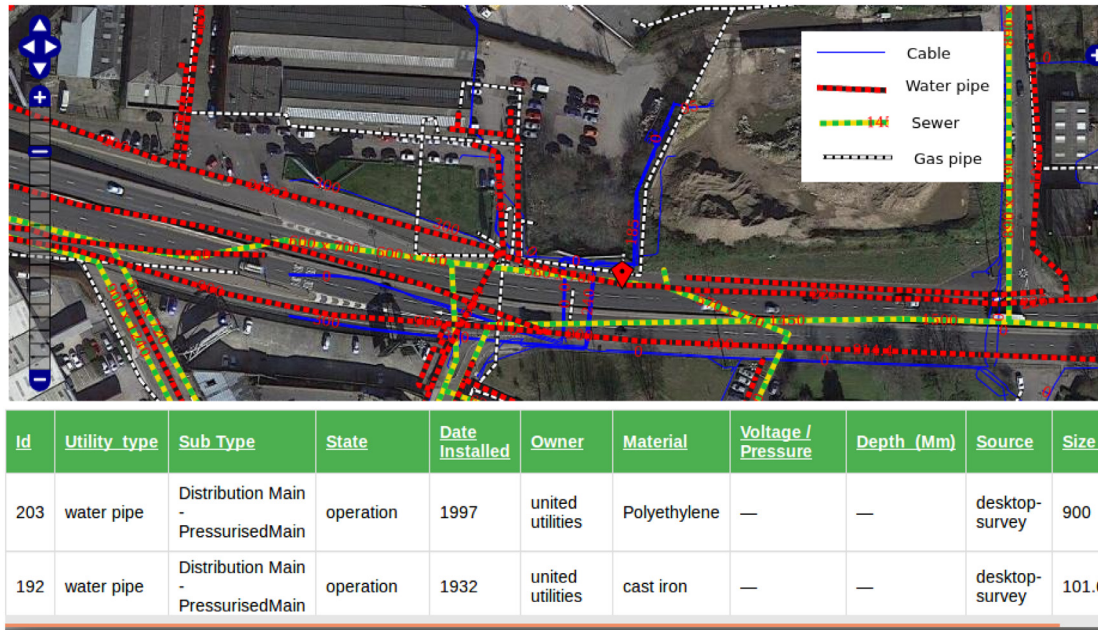 Cable
Water pipe
Sewer
Gas pipe
Id Utility type Sub Type State Date Installed Owner Material Voltage / Pressure Depth (Mm) Source Size
203 water pipe Distribution Main - PressurisedMain operation 1997 united utilities Polyethylene — — desktop-survey 900
192 water pipe Distribution Main - PressurisedMain operation 1932 united utilities cast iron — — desktop-survey